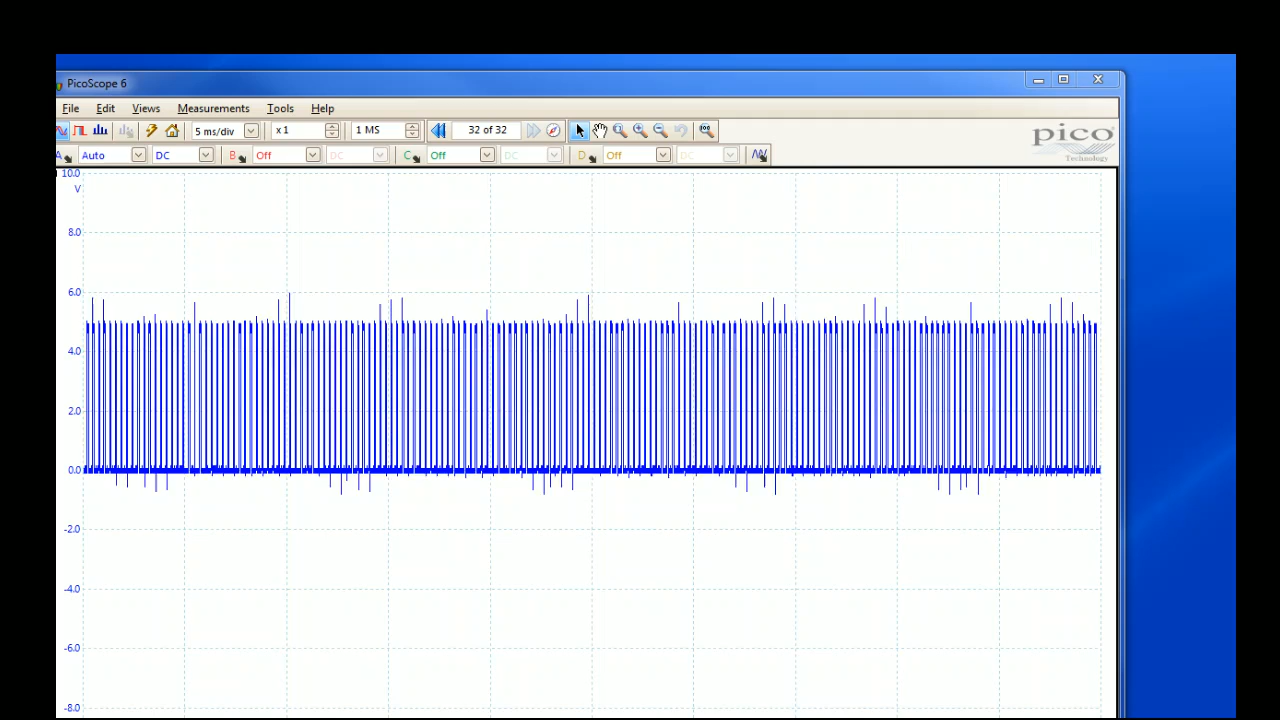 PicoScope 6
File Edit Views Measurements Tools Help
5 ms/div x 1 1 MS 32 of 32
pico
Technology
A Auto DC B Off DC C Off DC D Off DC
10.0
V
8.0
6.0
4.0
2.0
0.0
-2.0
-4.0
-6.0
-8.0